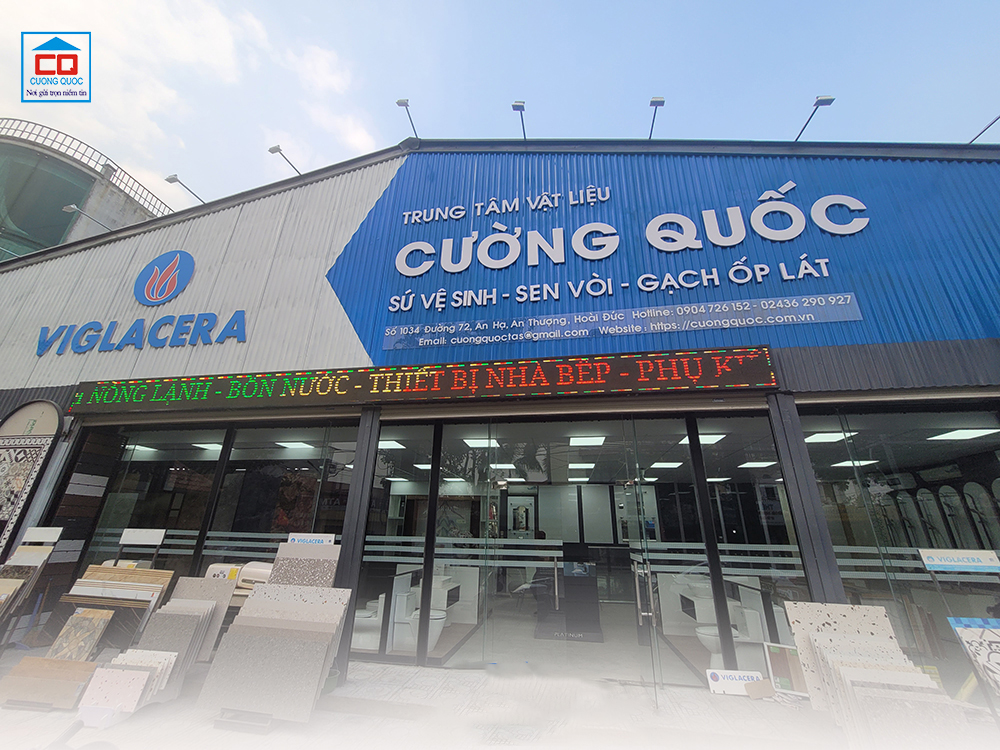 CQ
CUONG QUOC
Nơi gửi trọn niềm tin
TRUNG TÂM VẬT LIỆU
CƯỜNG QUỐC
SỨ VỆ SINH - SEN VÒI - GẠCH ỐP LÁT
Số 1034 Đường 72, An Hạ, An Thượng, Hoài Đức Hotline: 0904 726 152 - 02436 290 927
Email: cuongquoctas@gmail.com Website: https://cuongquoc.com.vn
VIGLACERA
H NÓNG LẠNH - BỒN NƯỚC - THIẾT BỊ NHÀ BẾP - PHỤ K
VIGLACERA
VIGLACERA
VIGLACERA